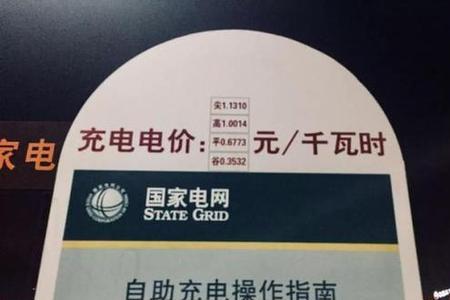 尖1.1310
高1.0014
充电电价: 平0.6773 元/千瓦时
谷0.3532
家电
国家电网
STATE GRID
自助充电操作指南